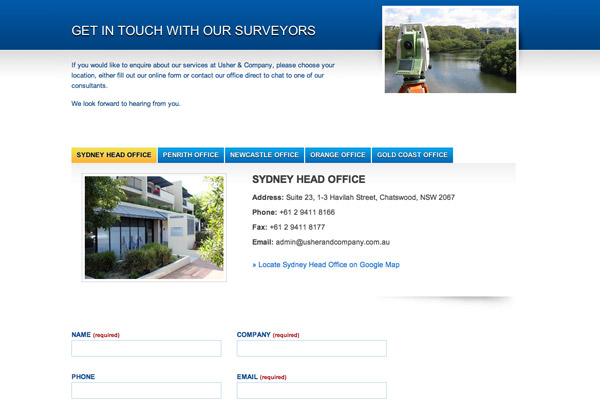 GET IN TOUCH WITH OUR SURVEYORS
If you would like to enquire about our services at Usher & Company, please choose your
location, either fill out our online form or contact our office direct to chat to one of our
consultants.
We look forward to hearing from you.
SYDNEY HEAD OFFICE PENRITH OFFICE NEWCASTLE OFFICE ORANGE OFFICE GOLD COAST OFFICE
SYDNEY HEAD OFFICE
Address: Suite 23, 1-3 Havilah Street, Chatswood, NSW 2067
Phone: +61 2 9411 8166
Fax: +61 2 9411 8177
Email: admin@usherandcompany.com.au
» Locate Sydney Head Office on Google Map
NAME (required) COMPANY (required)
PHONE EMAIL (required)